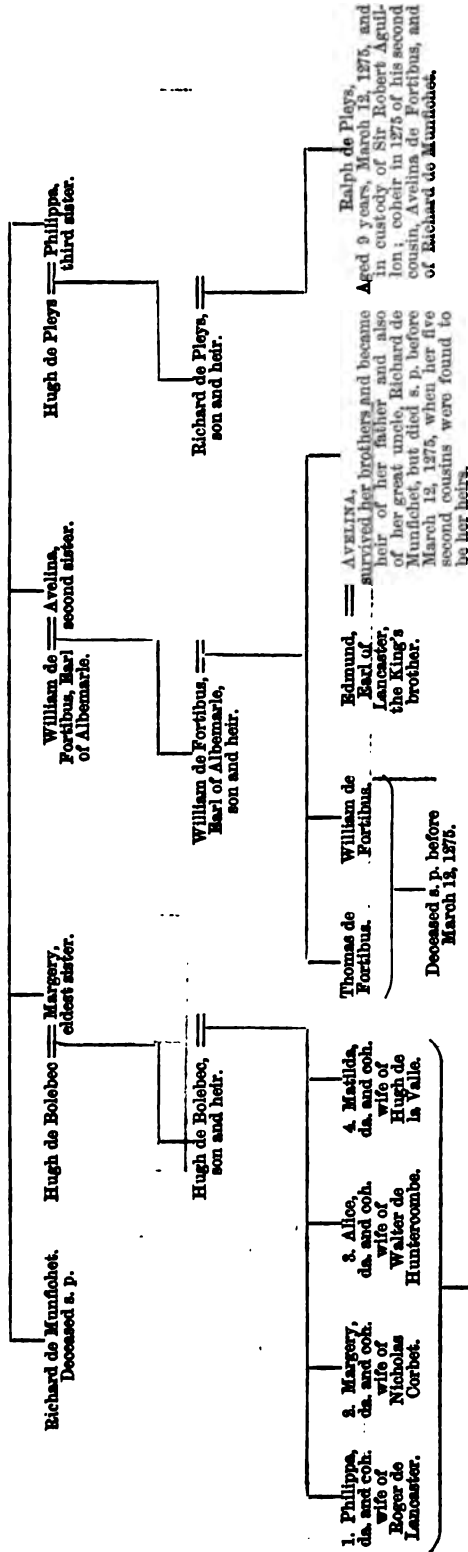 Richard de Munfichet.
Deceased s. p.
Hugh de Bolebec == Margery,
eldest sister.
William de == Avelina,
Fortibus, Earl second sister.
of Albemarle.
Hugh de Pleys == Philippa,
third sister.
Hugh de Bolebec, ==
son and heir.
William de Fortibus, ==
Earl of Albemarle,
son and heir.
Richard de Pleys, ==
son and heir.
1. Philippa,
da. and coh.
wife of
Roger de
Lancaster.
2. Margery,
da. and coh.
wife of
Nicholas
Corbet.
3. Alice,
da. and coh.
wife of
Walter de
Huntercombe.
4. Matilda,
da. and coh.
wife of
Hugh de
la Valle.
Thomas de
Fortibus.
William de
Fortibus.
Deceased s. p. before
March 12, 1275.
Edmund, ==
Earl of
Lancaster,
the King's
brother.
AVELINA,
survived her brothers and became
heir of her father and also
of her great uncle, Richard de
Munfichet, but died s. p. before
March 12, 1275, when her five
second cousins were found to
be her heirs.
Ralph de Pleys,
Aged 9 years, March 12, 1275, and
in custody of Sir Robert Aguil-
lon; coheir in 1275 of his second
cousin, Avelina de Fortibus, and
of Richard de Munfichet.